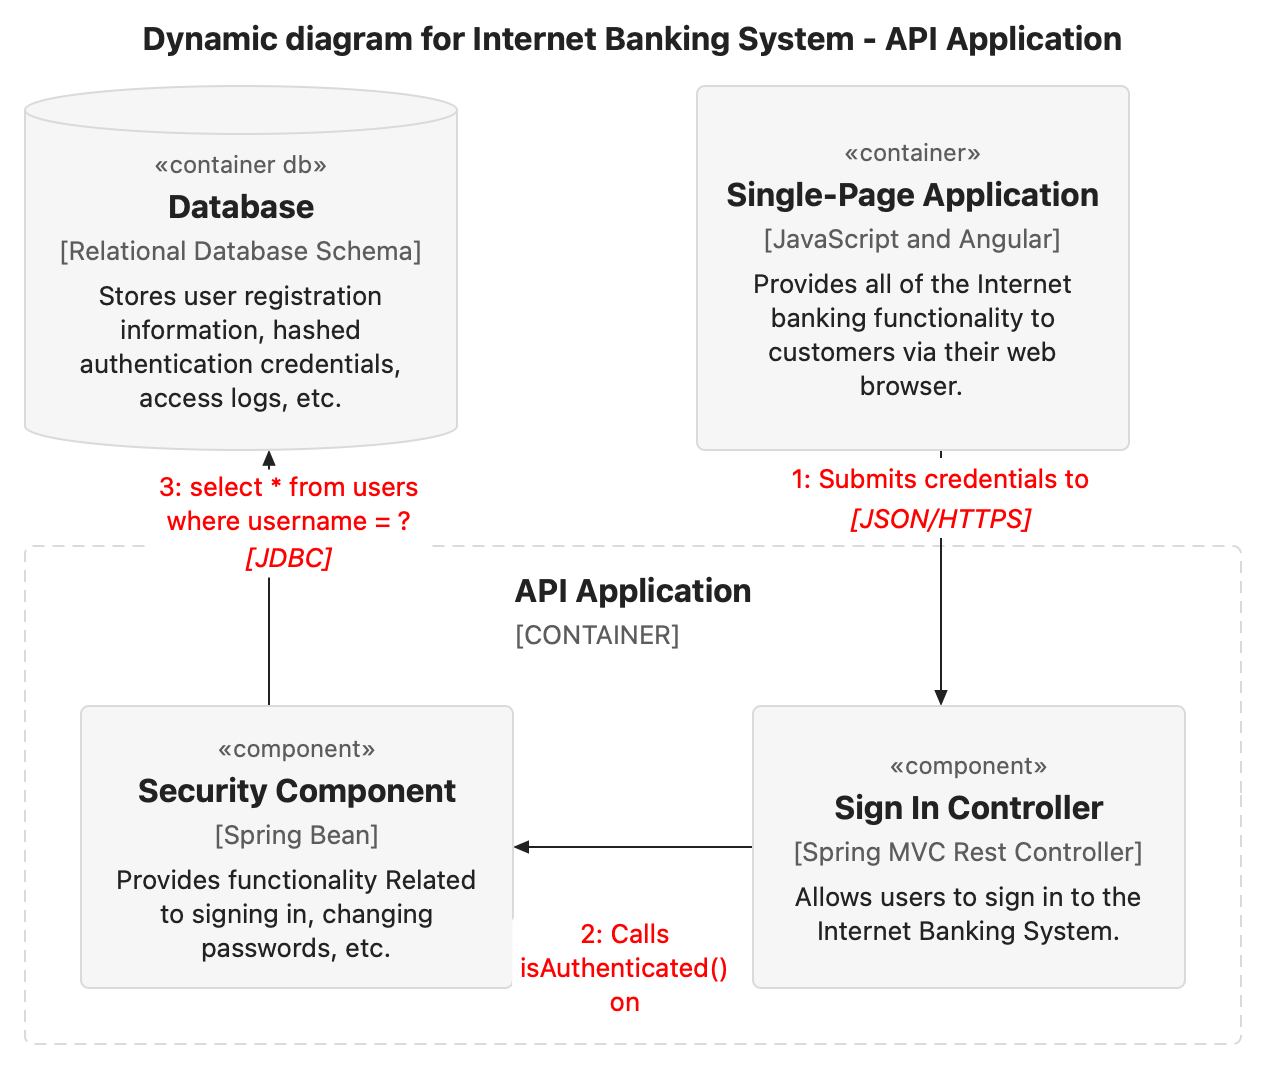 Dynamic diagram for Internet Banking System - API Application
«container db»
Database
[Relational Database Schema]
Stores user registration
information, hashed
authentication credentials,
access logs, etc.
«container»
Single-Page Application
[JavaScript and Angular]
Provides all of the Internet
banking functionality to
customers via their web
browser.
3: select * from users
where username = ?
[JDBC]
1: Submits credentials to
[JSON/HTTPS]
API Application
[CONTAINER]
«component»
Security Component
[Spring Bean]
Provides functionality Related
to signing in, changing
passwords, etc.
2: Calls
isAuthenticated()
on
«component»
Sign In Controller
[Spring MVC Rest Controller]
Allows users to sign in to the
Internet Banking System.